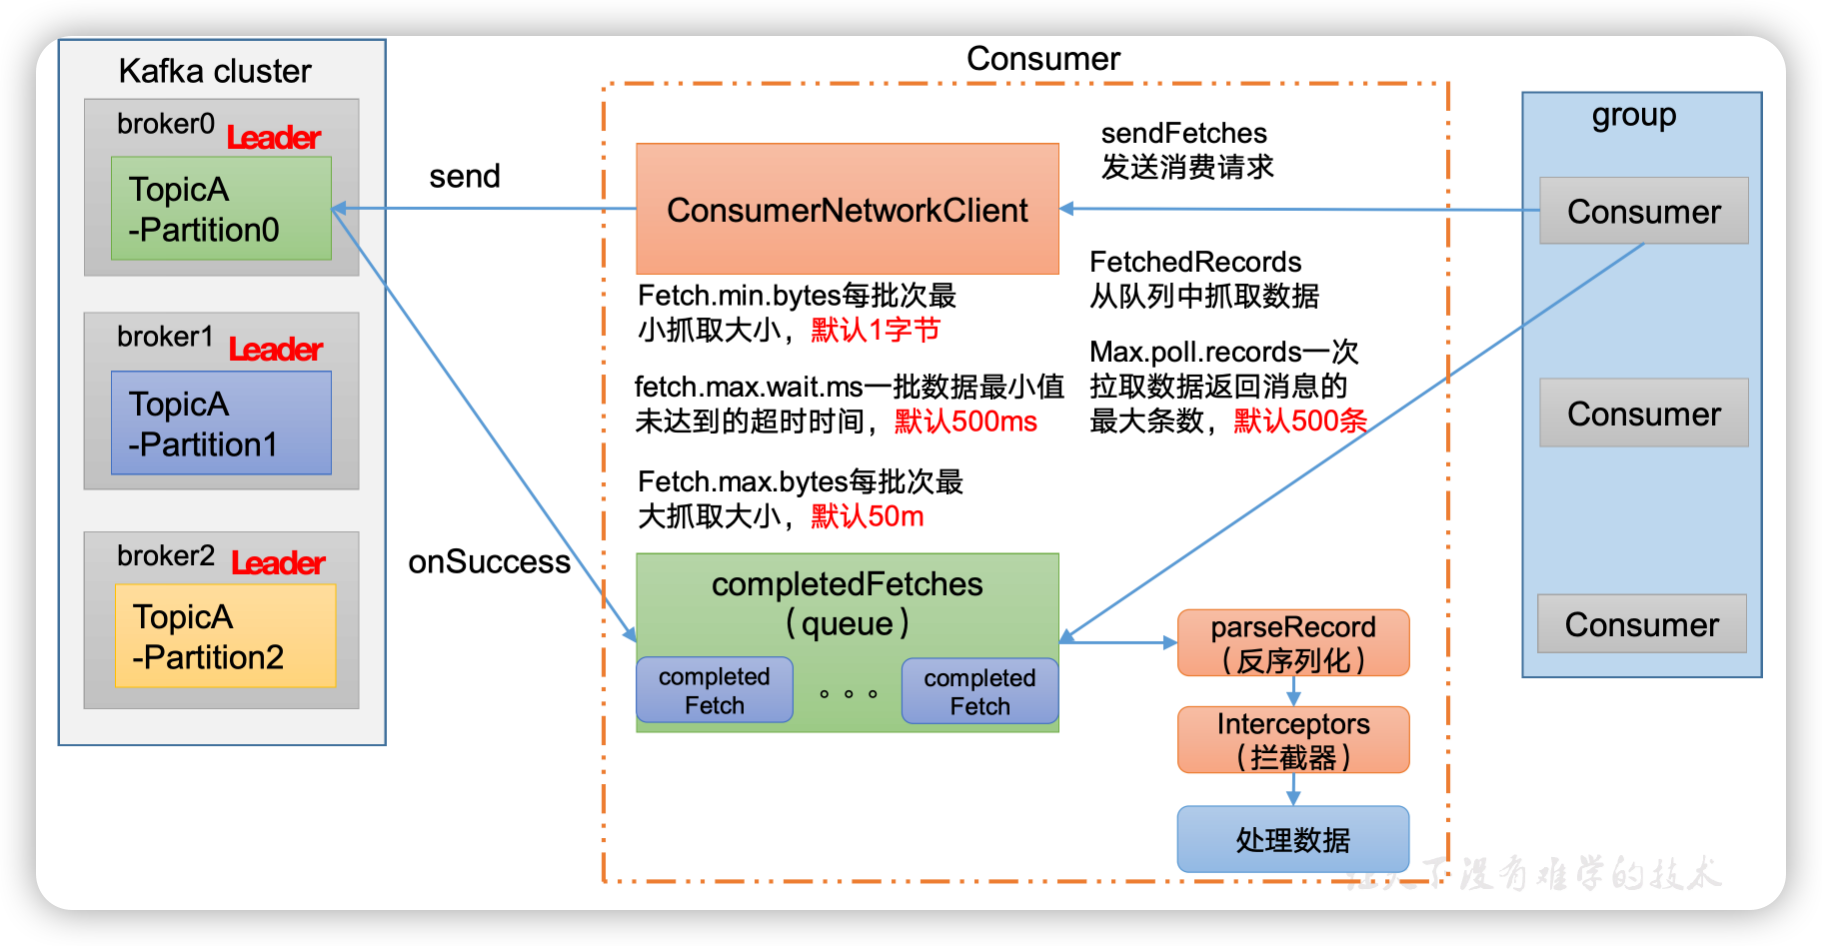 Kafka cluster
broker0
Leader
TopicA
-Partition0
broker1
Leader
TopicA
-Partition1
broker2
Leader
TopicA
-Partition2
send
onSuccess
Consumer
ConsumerNetworkClient
Fetch.min.bytes每批次最
小抓取大小，默认1字节
fetch.max.wait.ms一批数据最小值
未达到的超时时间，默认500ms
Fetch.max.bytes每批次最
大抓取大小，默认50m
completedFetches
（queue）
completed
Fetch
。。。
completed
Fetch
sendFetches
发送消费请求
FetchedRecords
从队列中抓取数据
Max.poll.records一次
拉取数据返回消息的
最大条数，默认500条
parseRecord
（反序列化）
Interceptors
（拦截器）
处理数据
group
Consumer
Consumer
Consumer
下没有难学的技术